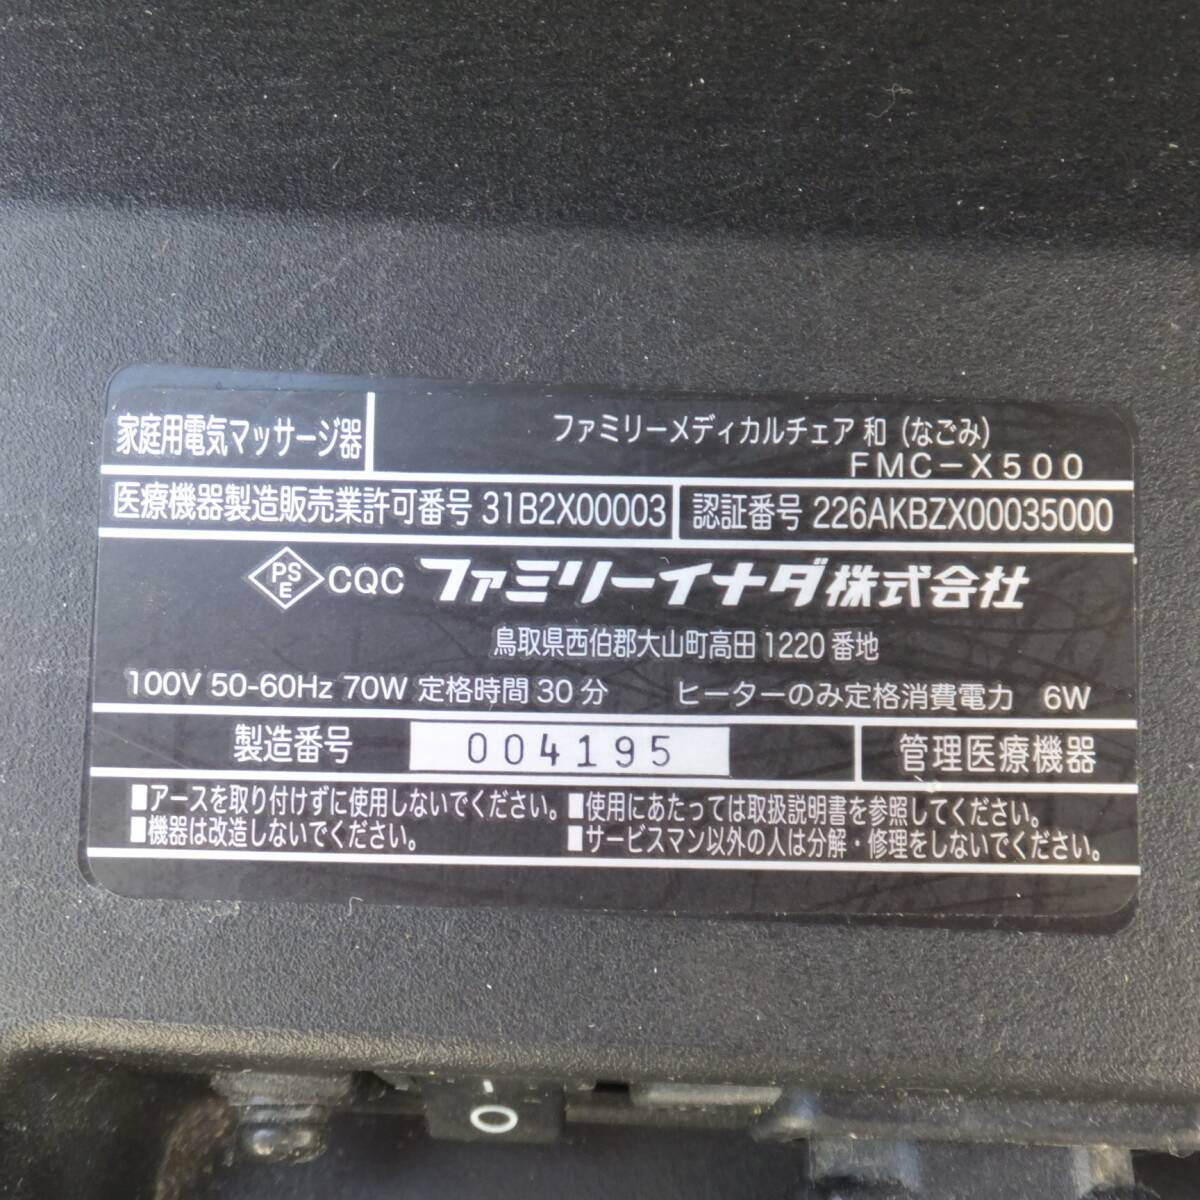 家庭用電気マッサージ器
ファミリーメディカルチェア 和 (なごみ)
FMC-X500
医療機器製造販売業許可番号 31B2X00003
認証番号 226AKBZX00035000
PSE CQC ファミリーイナダ株式会社
鳥取県西伯郡大山町高田1220番地
100V 50-60Hz 70W 定格時間 30分 ヒーターのみ定格消費電力 6W
製造番号 004195 管理医療機器
■アースを取り付けずに使用しないでください。 ■使用にあたっては取扱説明書を参照してください。
■機器は改造しないでください。 ■サービスマン以外の人は分解・修理をしないでください。
I
O